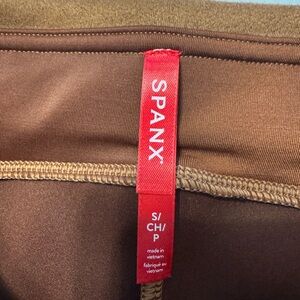 SPANX
S/
CH/
P
made in
vietnam
fabriqué au
vietnam